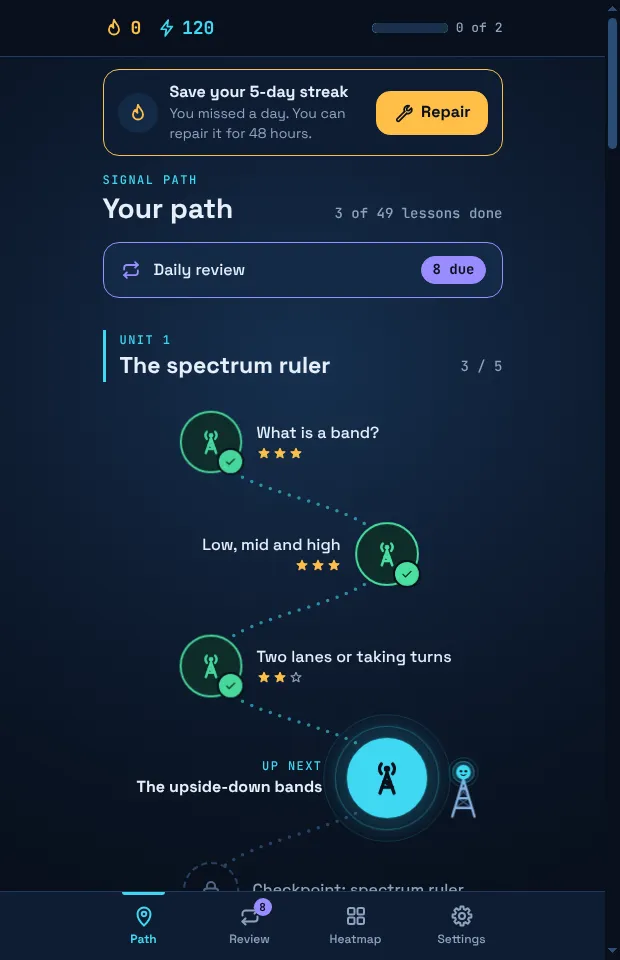 0 120 0 of 2
Save your 5-day streak
You missed a day. You can
repair it for 48 hours.
Repair
SIGNAL PATH
Your path
3 of 49 lessons done
Daily review
8 due
UNIT 1
The spectrum ruler
3 / 5
What is a band?
Low, mid and high
Two lanes or taking turns
UP NEXT
The upside-down bands
Checkpoint: spectrum ruler
8
Path
Review
Heatmap
Settings